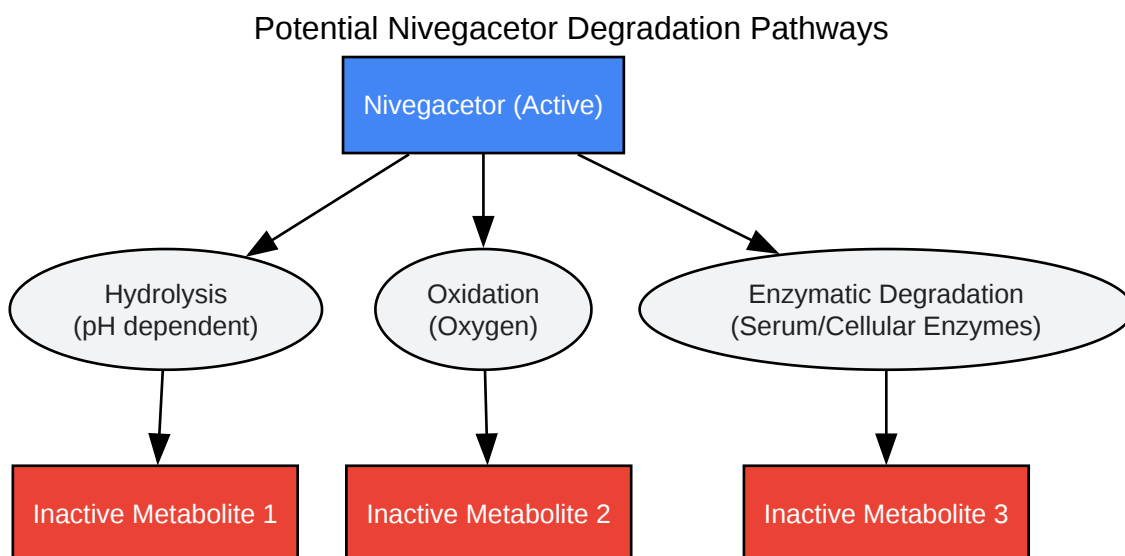 Potential Nivegacetor Degradation Pathways
Nivegacetor (Active)
Hydrolysis
(pH dependent)
Oxidation
(Oxygen)
Enzymatic Degradation
(Serum/Cellular Enzymes)
Inactive Metabolite 1
Inactive Metabolite 2
Inactive Metabolite 3